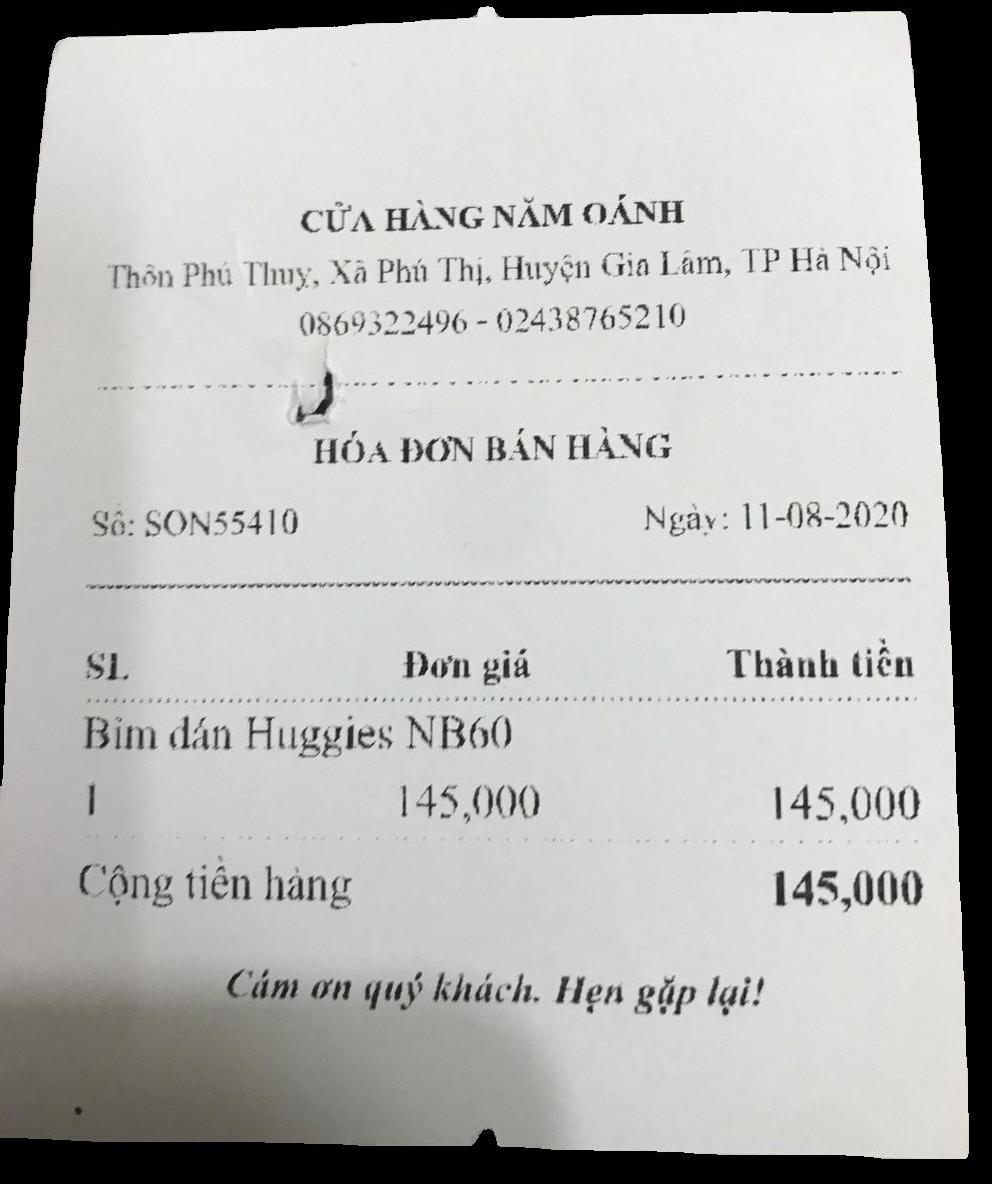 CỬA HÀNG NĂM OÁNH
Thôn Phú Thuỵ, Xã Phú Thị, Huyện Gia Lâm, TP Hà Nội
0869322496 - 02438765210
HÓA ĐƠN BÁN HÀNG
Số: SON55410 Ngày: 11-08-2020
SL Đơn giá Thành tiền
Bỉm dán Huggies NB60
1 145,000 145,000
Cộng tiền hàng 145,000
Cám ơn quý khách. Hẹn gặp lại!